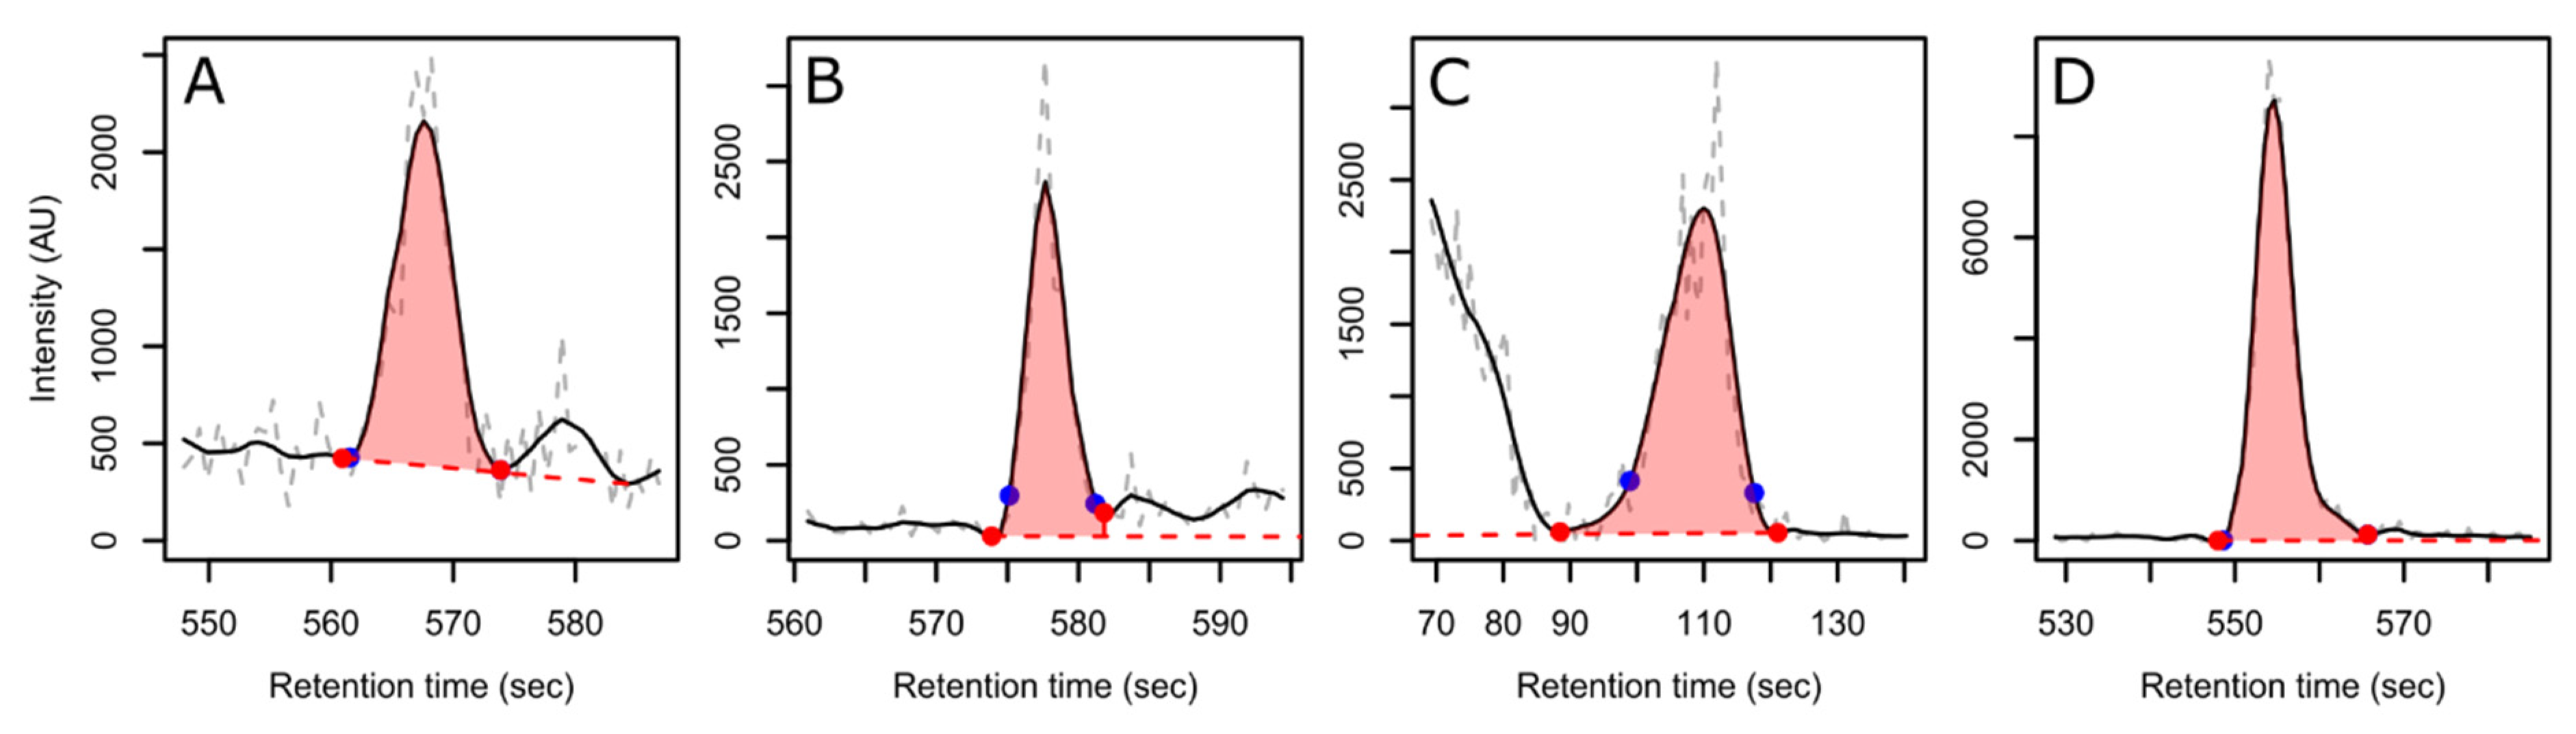 A
B
C
D
Intensity (AU)
0 500 1000 2000
0 500 1500 2500
0 500 1500 2500
0 2000 6000
550 560 570 580
560 570 580 590
70 80 90 110 130
530 550 570
Retention time (sec)
Retention time (sec)
Retention time (sec)
Retention time (sec)